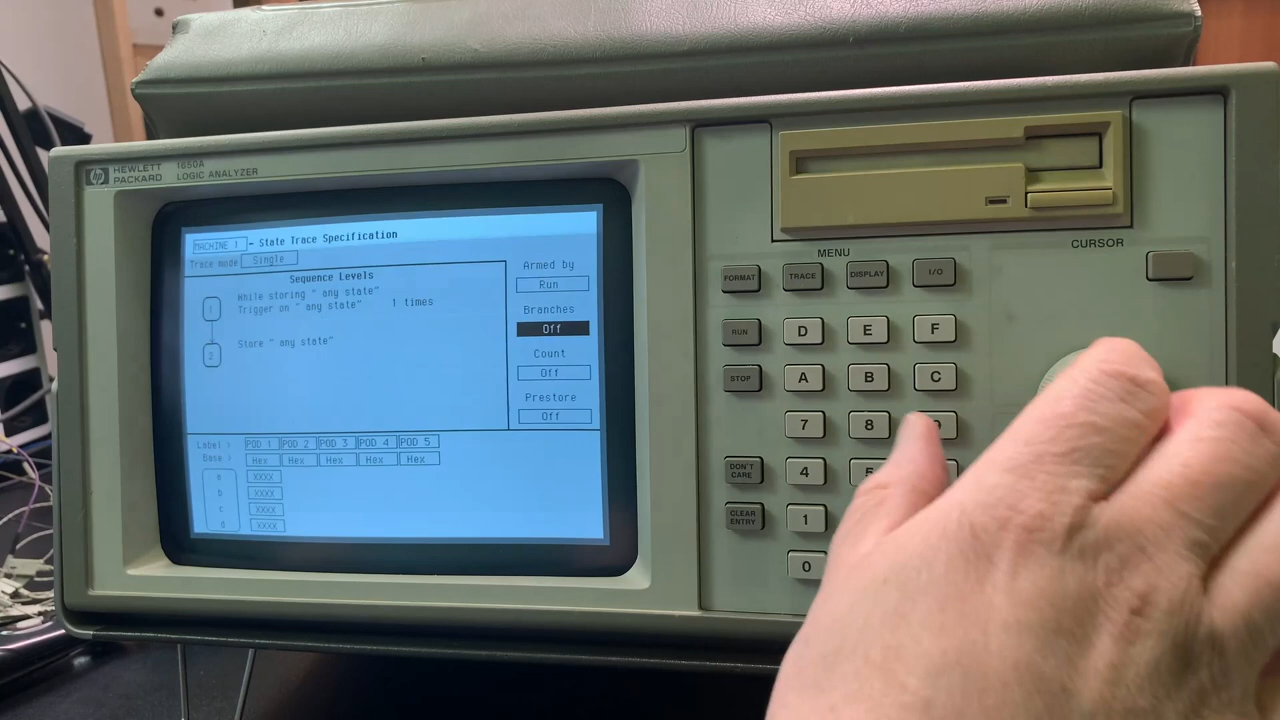 hp HEWLETT PACKARD
1650A
LOGIC ANALYZER
MACHINE 1 - State Trace Specification
Trace mode Single
Sequence Levels
1 While storing " any state"
Trigger on " any state" 1 times
2 Store " any state"
Armed by
Run
Branches
Off
Count
Off
Prestore
Off
Label > POD 1 POD 2 POD 3 POD 4 POD 5
Base > Hex Hex Hex Hex Hex
a XXXX
b XXXX
c XXXX
d XXXX
MENU
CURSOR
FORMAT TRACE DISPLAY I/O
RUN D E F
STOP A B C
7 8
DON'T CARE 4
CLEAR ENTRY 1
0